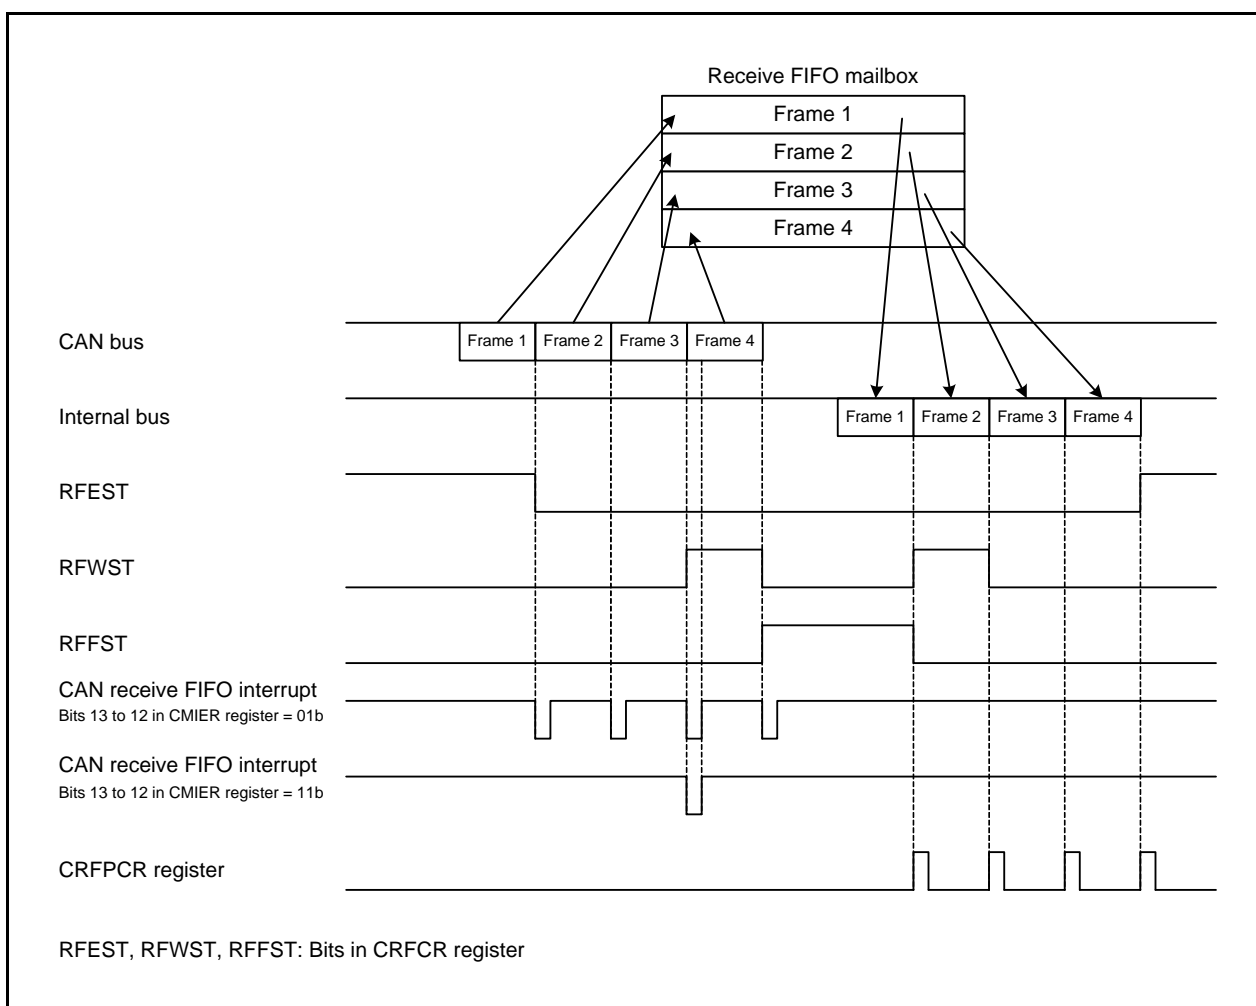 Receive FIFO mailbox
Frame 1
Frame 2
Frame 3
Frame 4
CAN bus
Frame 1 Frame 2 Frame 3 Frame 4
Internal bus
Frame 1 Frame 2 Frame 3 Frame 4
RFEST
RFWST
RFFST
CAN receive FIFO interrupt
Bits 13 to 12 in CMIER register = 01b
CAN receive FIFO interrupt
Bits 13 to 12 in CMIER register = 11b
CRFPCR register
RFEST, RFWST, RFFST: Bits in CRFCR register